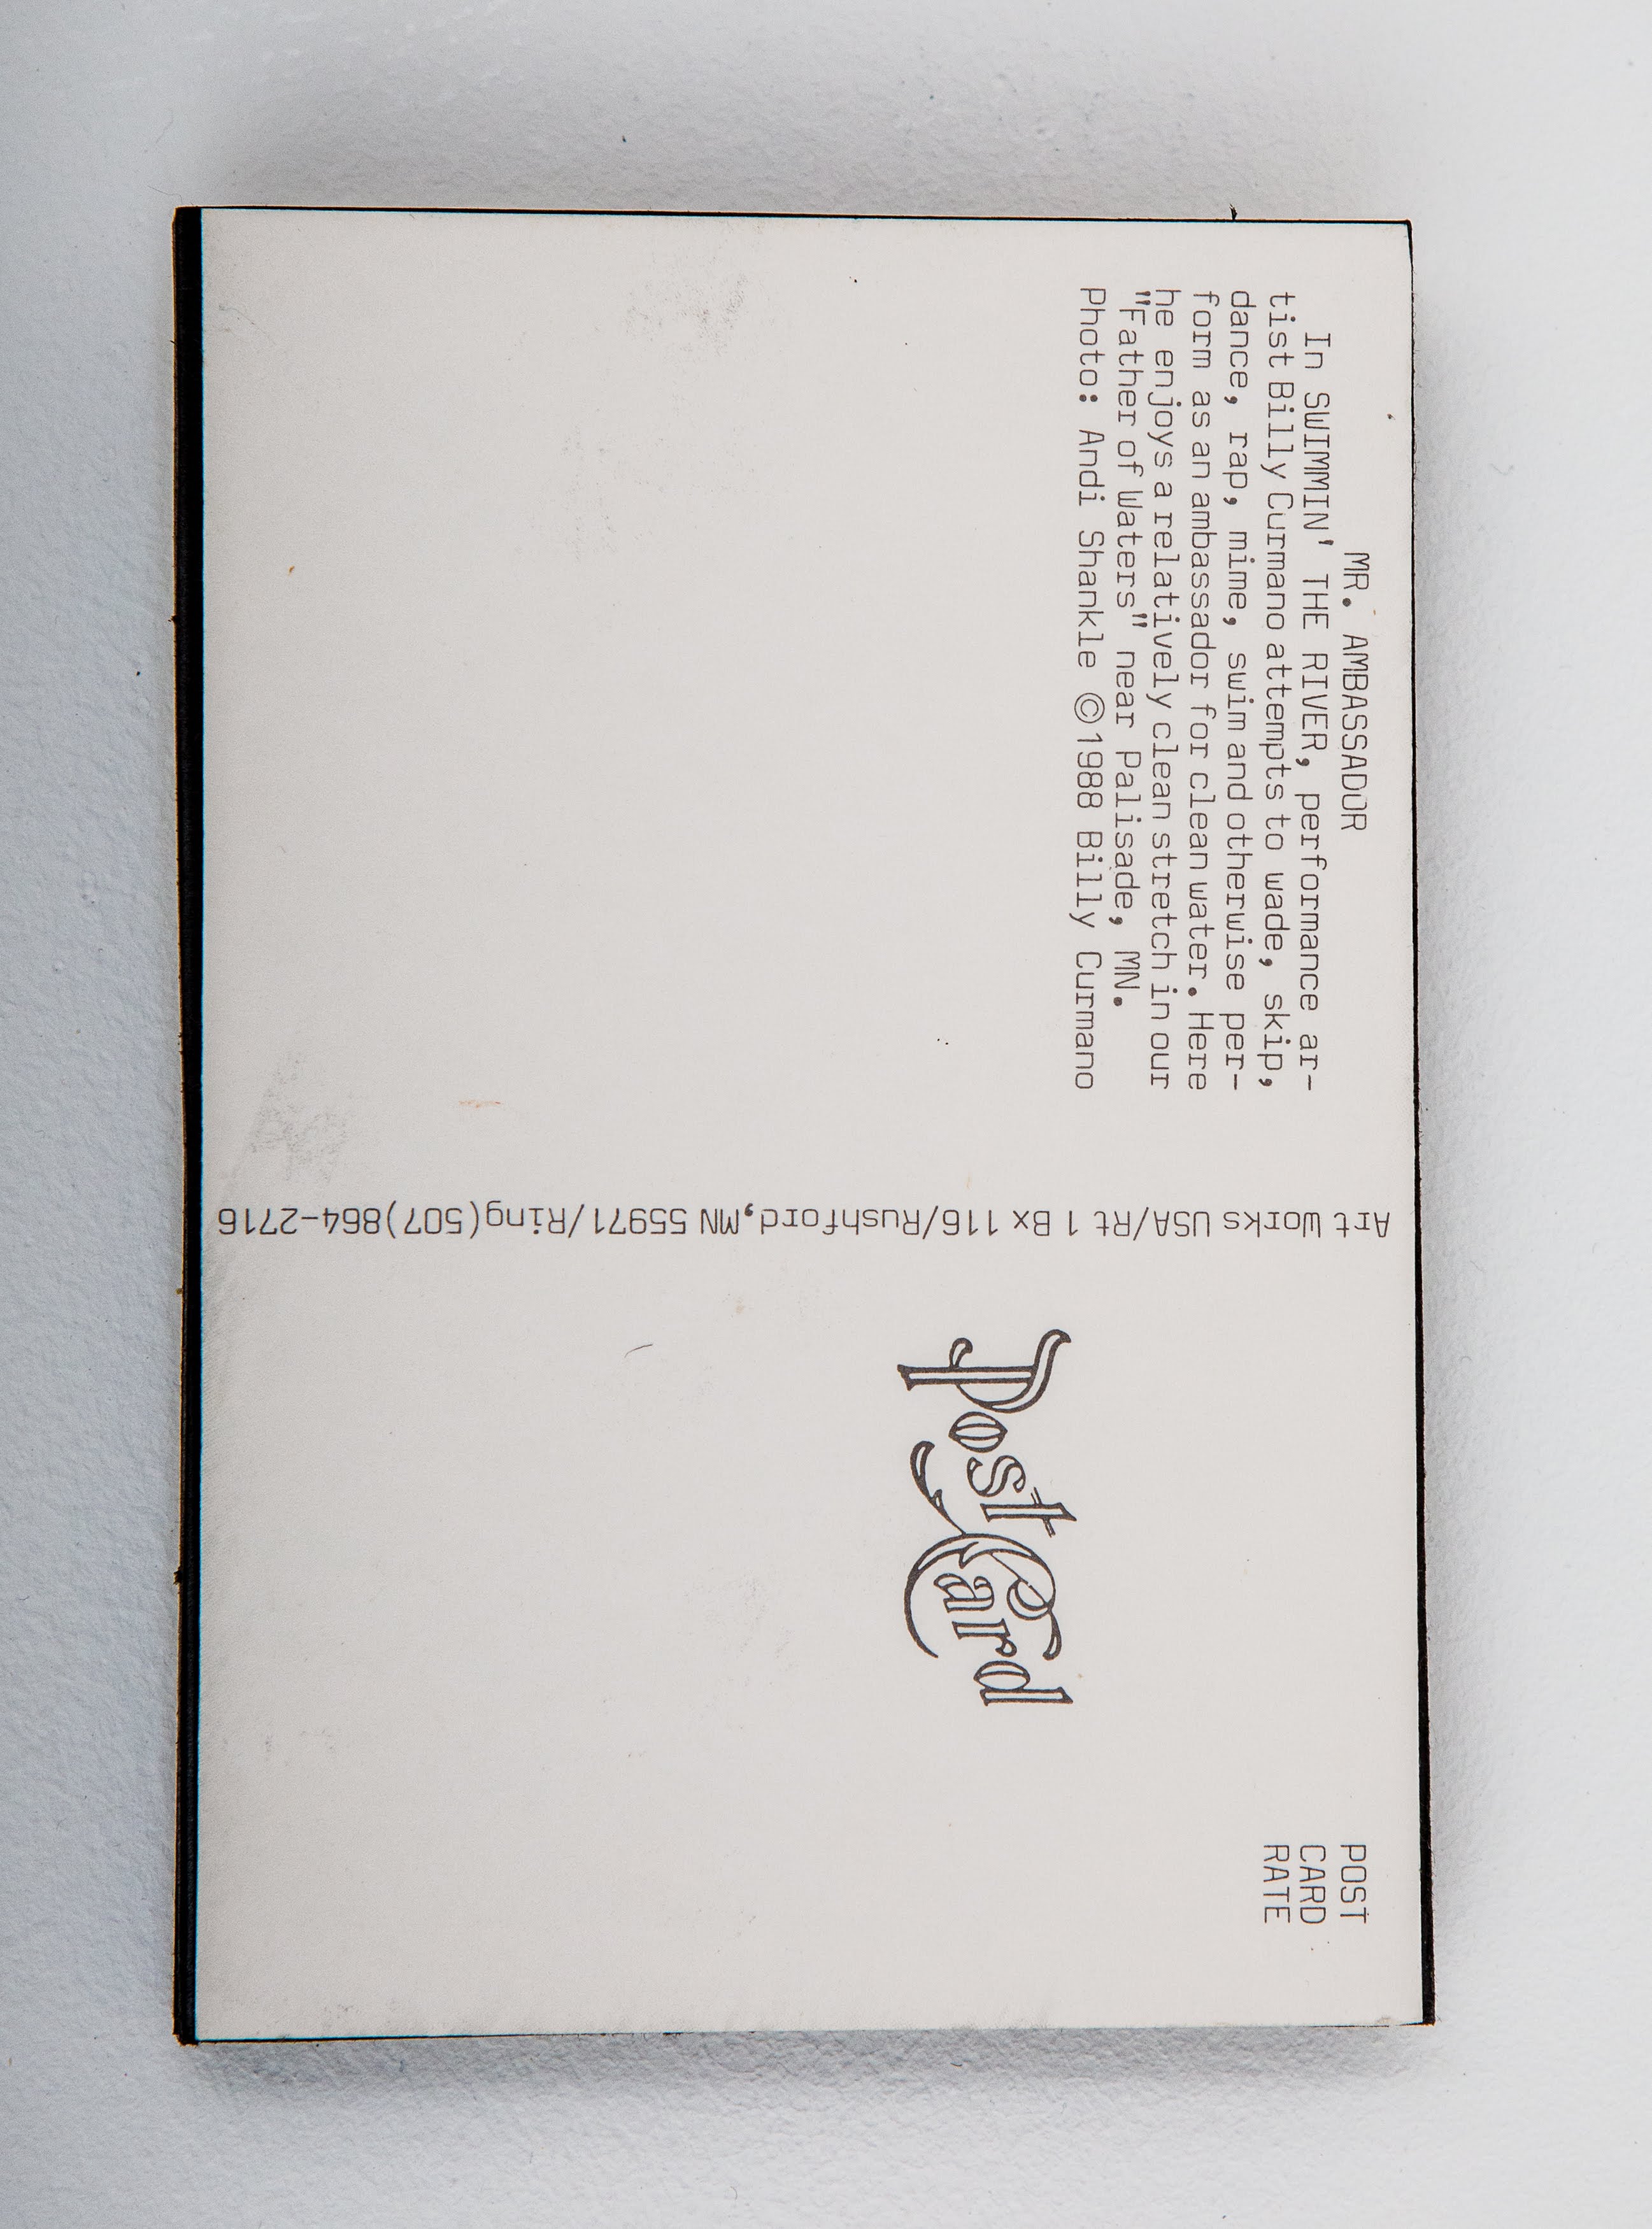 MR. AMBASSADOR
In SWIMMIN' THE RIVER, performance ar-
tist Billy Curmano attempts to wade, skip,
dance, rap, mime, swim and otherwise per-
form as an ambassador for clean water. Here
he enjoys a relatively clean stretch in our
"Father of Waters" near Palisade, MN.
Photo: Andi Shankle ©1988 Billy Curmano
Art Works USA/Rt 1 Bx 116/Rushford, MN 55971/Ring(507)864-2716
Post Card
POST
CARD
RATE